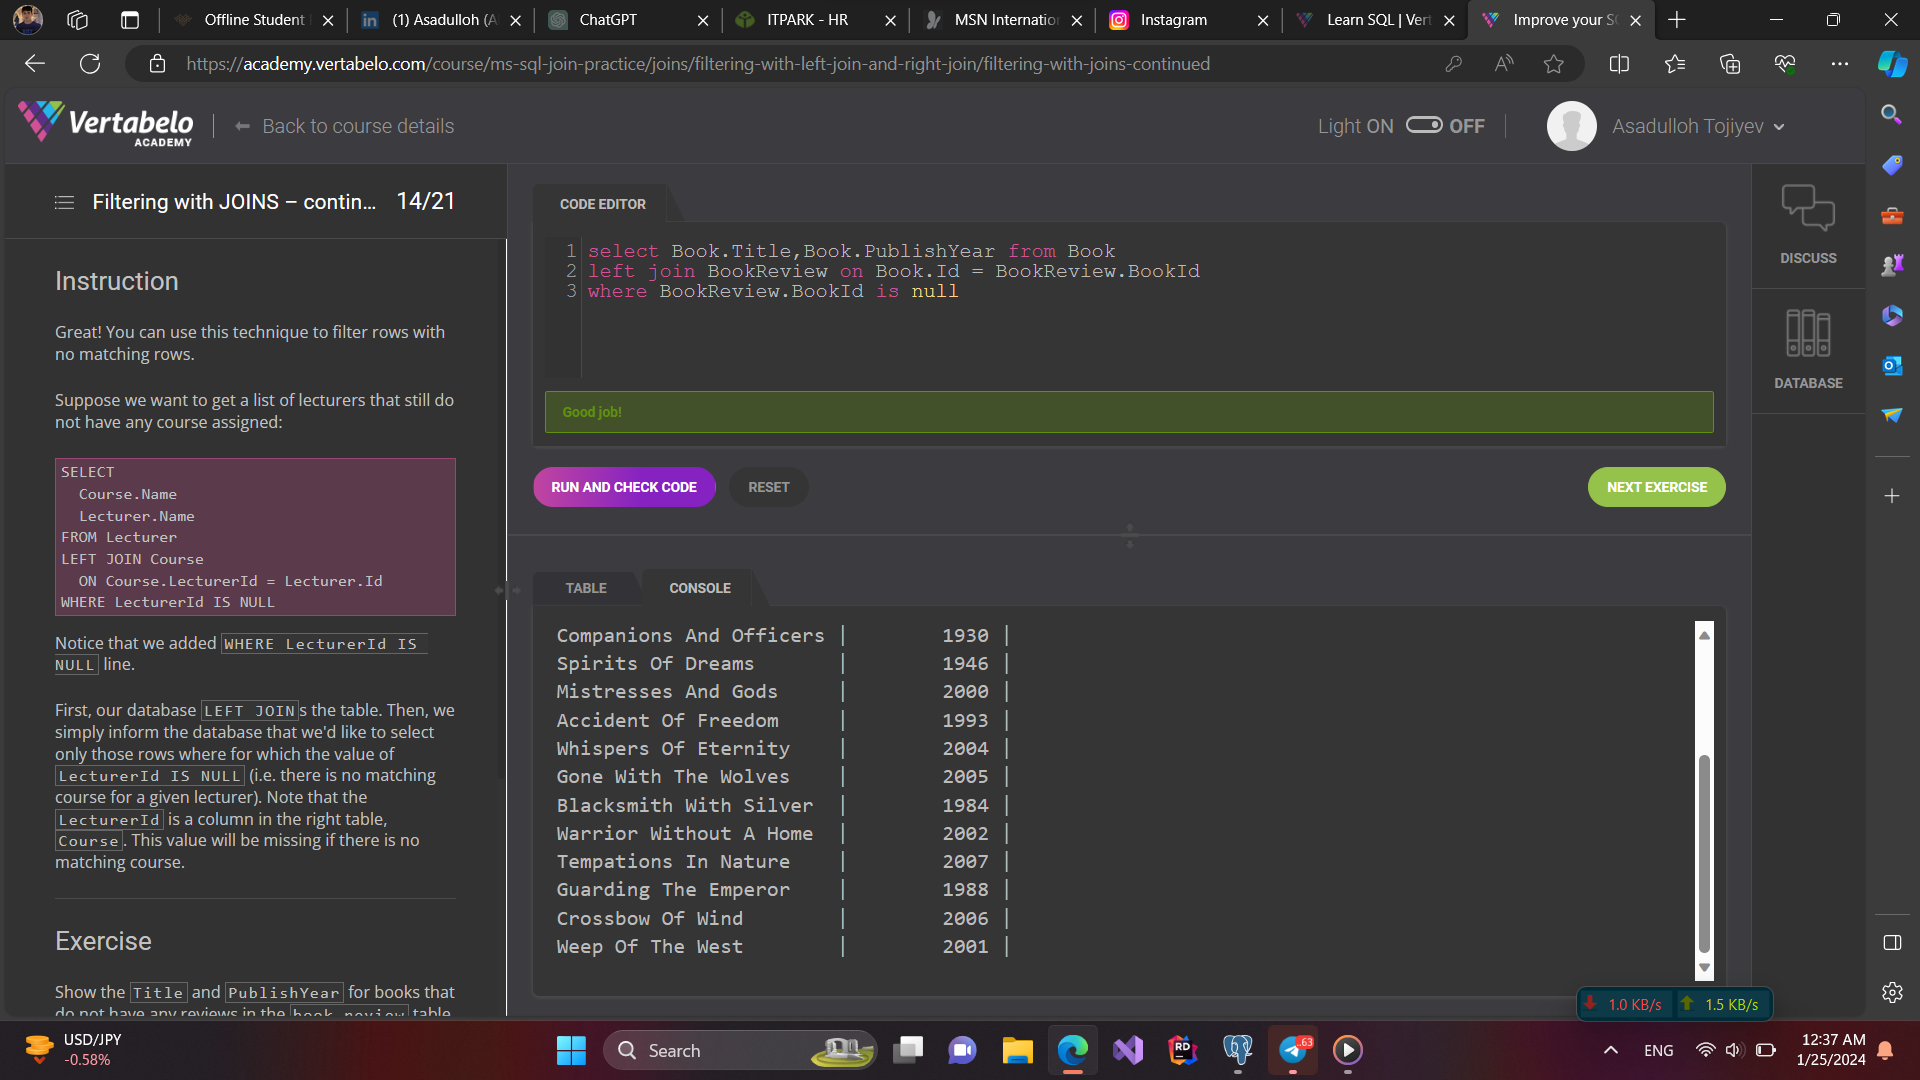 Offline Student
(1) Asadulloh (A
ChatGPT
ITPARK - HR
MSN Internatio
Instagram
Learn SQL | Vert
Improve your S
https://academy.vertabelo.com/course/ms-sql-join-practice/joins/filtering-with-left-join-and-right-join/filtering-with-joins-continued
Vertabelo
ACADEMY
Back to course details
Light ON OFF
Asadulloh Tojiyev
Filtering with JOINS – contin... 14/21
CODE EDITOR
1 select Book.Title,Book.PublishYear from Book
2 left join BookReview on Book.Id = BookReview.BookId
3 where BookReview.BookId is null
Good job!
RUN AND CHECK CODE
RESET
NEXT EXERCISE
DISCUSS
DATABASE
Instruction
Great! You can use this technique to filter rows with
no matching rows.
Suppose we want to get a list of lecturers that still do
not have any course assigned:
SELECT
Course.Name
Lecturer.Name
FROM Lecturer
LEFT JOIN Course
ON Course.LecturerId = Lecturer.Id
WHERE LecturerId IS NULL
Notice that we added WHERE LecturerId IS
NULL line.
First, our database LEFT JOINs the table. Then, we
simply inform the database that we'd like to select
only those rows where for which the value of
LecturerId IS NULL (i.e. there is no matching
course for a given lecturer). Note that the
LecturerId is a column in the right table,
Course. This value will be missing if there is no
matching course.
Exercise
Show the Title and PublishYear for books that
do not have any reviews in the book_review table
TABLE
CONSOLE
Companions And Officers | 1930 |
Spirits Of Dreams | 1946 |
Mistresses And Gods | 2000 |
Accident Of Freedom | 1993 |
Whispers Of Eternity | 2004 |
Gone With The Wolves | 2005 |
Blacksmith With Silver | 1984 |
Warrior Without A Home | 2002 |
Tempations In Nature | 2007 |
Guarding The Emperor | 1988 |
Crossbow Of Wind | 2006 |
Weep Of The West | 2001 |
1.0 KB/s
1.5 KB/s
USD/JPY
-0.58%
Search
RD
63
ENG
12:37 AM
1/25/2024